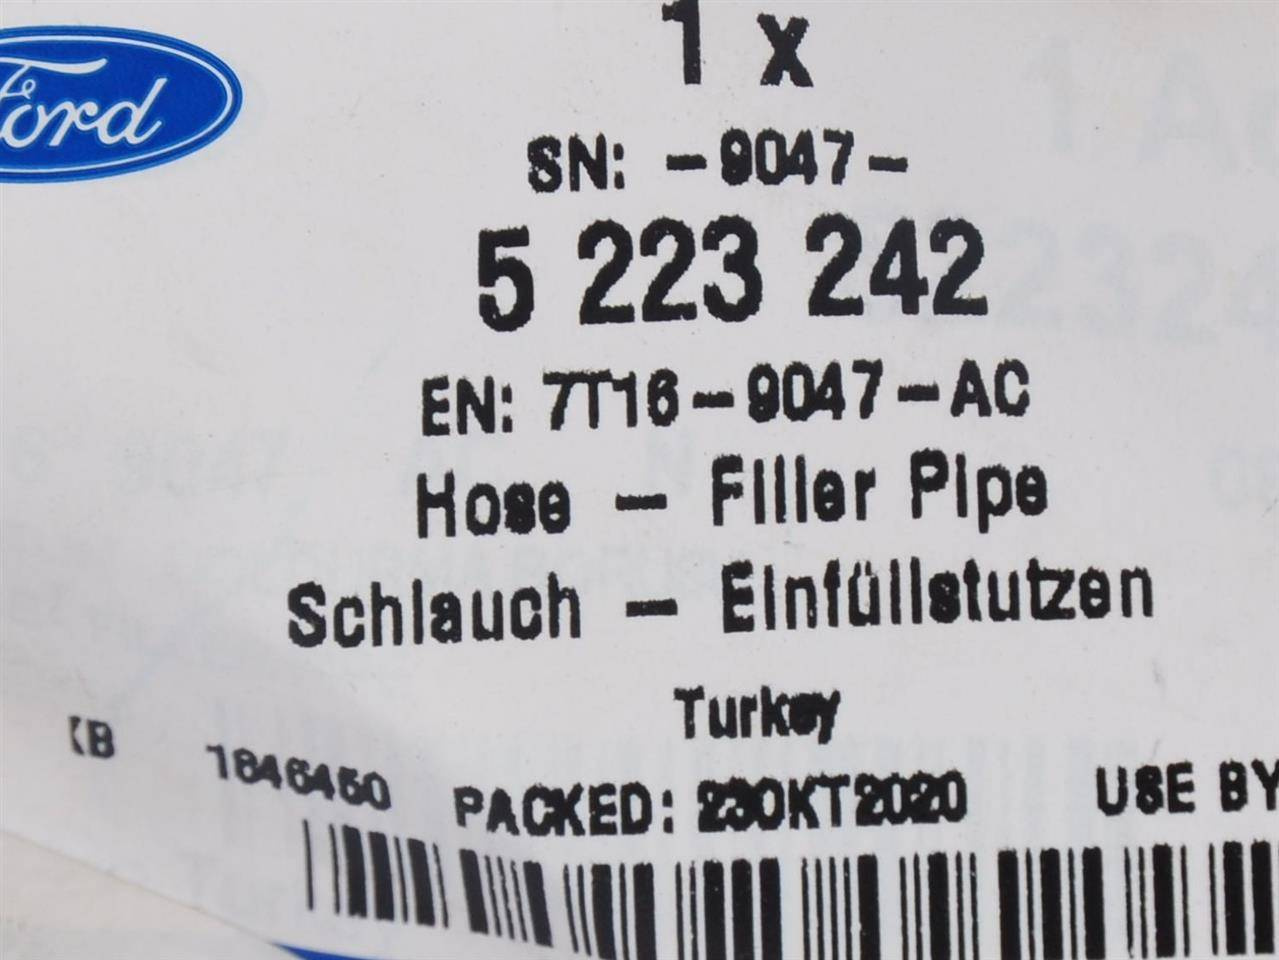 Ford
1 x
SN: -9047-
5 223 242
EN: 7T16-9047-AC
Hose - Filler Pipe
Schlauch - Einfüllstutzen
Turkey
KB 1646460 PACKED: 23OKT2020 USE BY